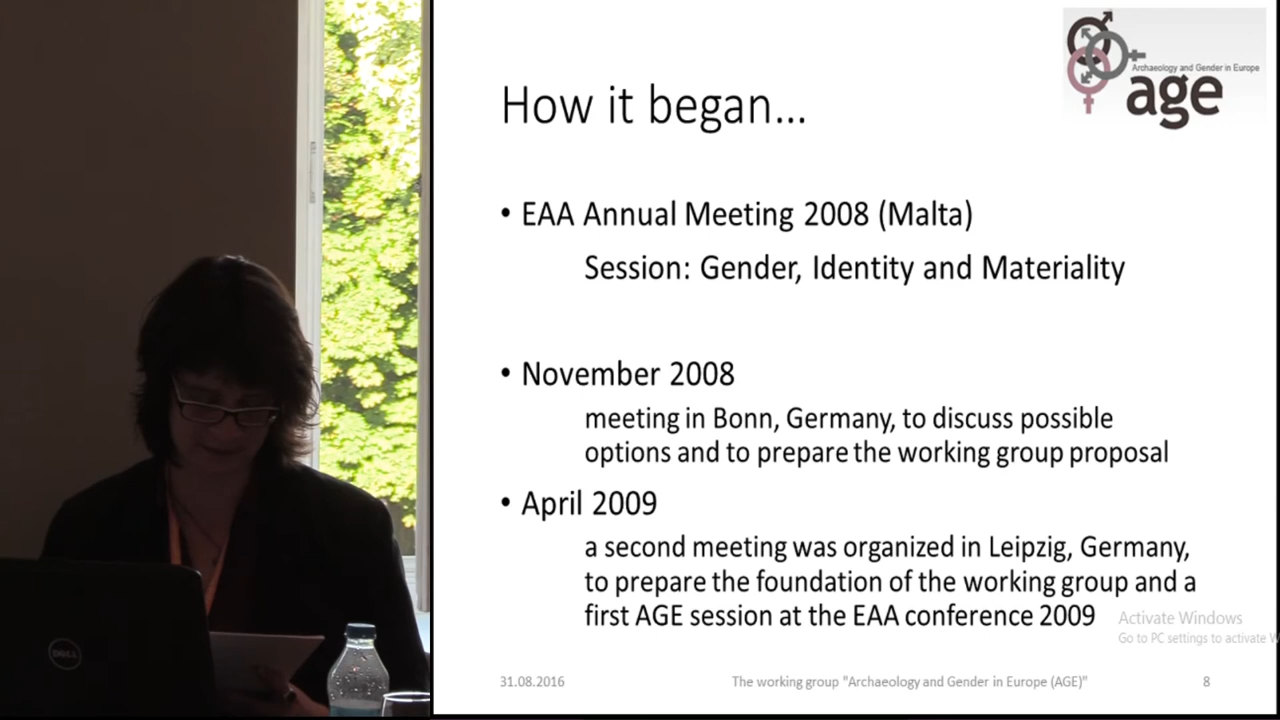 Archaeology and Gender in Europe
age
How it began...
• EAA Annual Meeting 2008 (Malta)
Session: Gender, Identity and Materiality
• November 2008
meeting in Bonn, Germany, to discuss possible
options and to prepare the working group proposal
• April 2009
a second meeting was organized in Leipzig, Germany,
to prepare the foundation of the working group and a
first AGE session at the EAA conference 2009
Activate Windows
Go to PC settings to activate W
31.08.2016
The working group "Archaeology and Gender in Europe (AGE)"
8
DELL